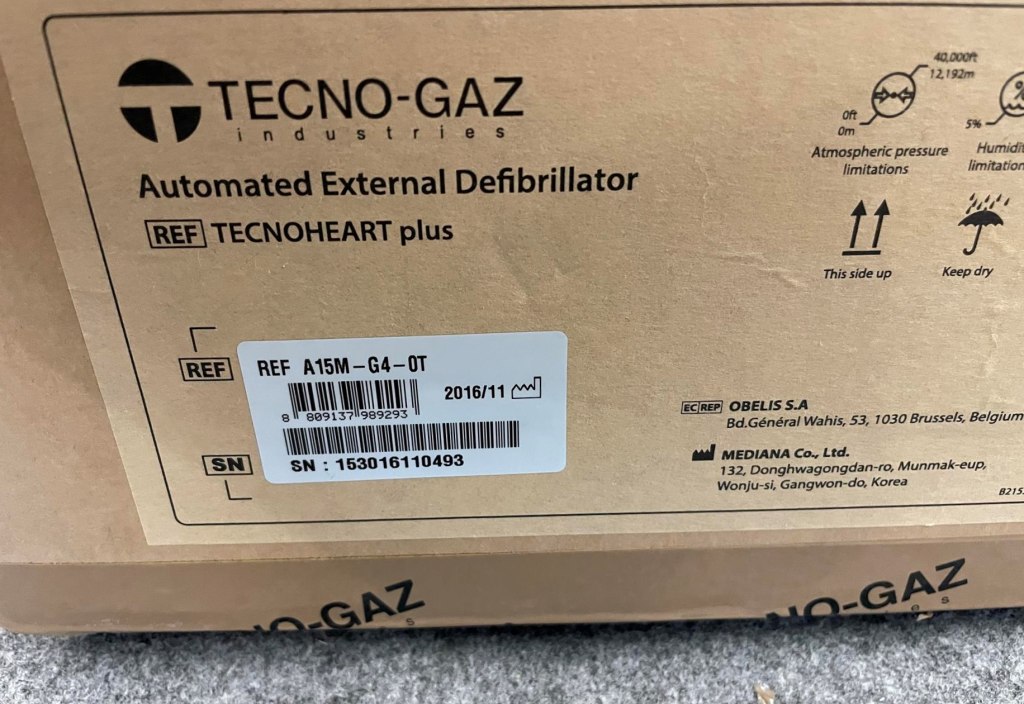 TECNO-GAZ
industries
Automated External Defibrillator
REF TECNOHEART plus
40,000ft
12,192m
0ft
0m
Atmospheric pressure
limitations
%
5%
limitation
This side up
Keep dry
REF
REF A15M-G4-0T
2016/11
8 809137 989293
SN
SN : 153016110493
EC REP OBELIS S.A
Bd.Général Wahis, 53, 1030 Brussels, Belgium
MEDIANA Co., Ltd.
132, Donghwagongdan-ro, Munmak-eup,
Wonju-si, Gangwon-do, Korea
NO-GAZ
s
NO-GAZ
e s